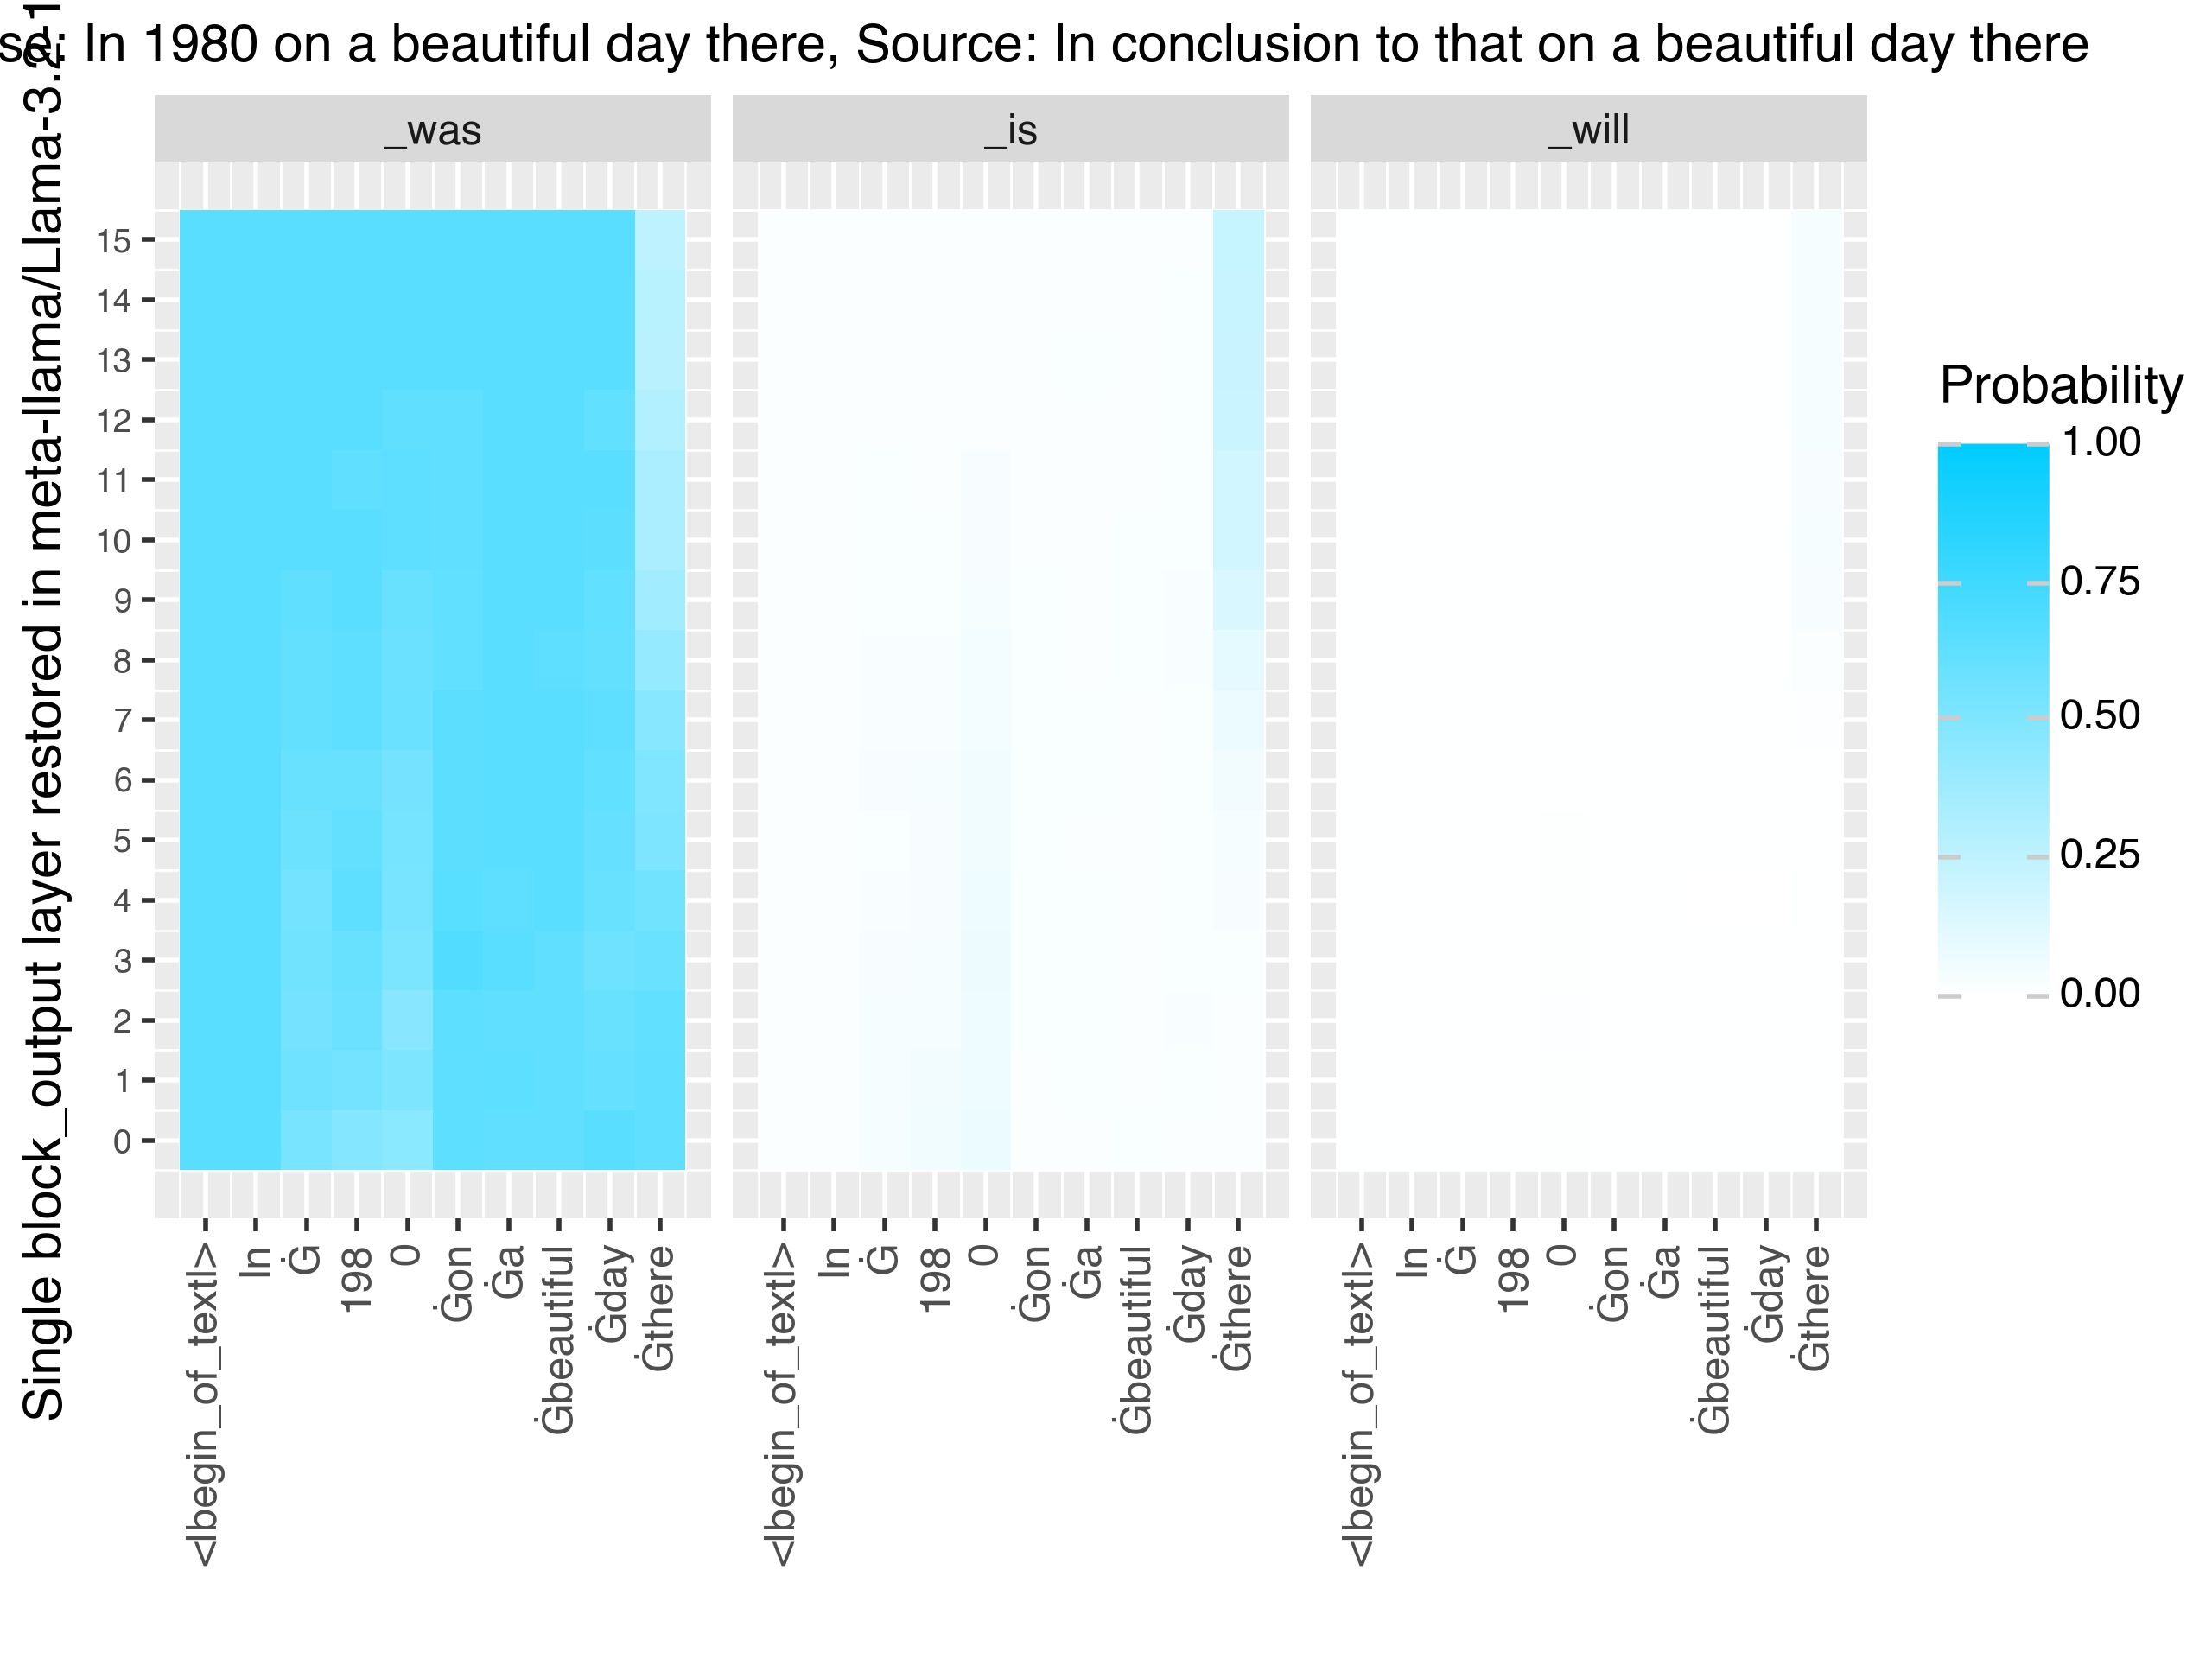 : In 1980 on a beautiful day there, Source: In conclusion to that on a beautiful day there
Single block_output layer restored in meta-llama/Llama-3.2-1
_was
_is
_will
15
14
13
12
11
10
9
8
7
6
5
4
3
2
1
0
<|begin_of_text|>
In
Ġ
198
0
Ġon
Ġa
Ġbeautiful
Ġday
Ġthere
<|begin_of_text|>
In
Ġ
198
0
Ġon
Ġa
Ġbeautiful
Ġday
Ġthere
<|begin_of_text|>
In
Ġ
198
0
Ġon
Ġa
Ġbeautiful
Ġday
Ġthere
Probability
1.00
0.75
0.50
0.25
0.00